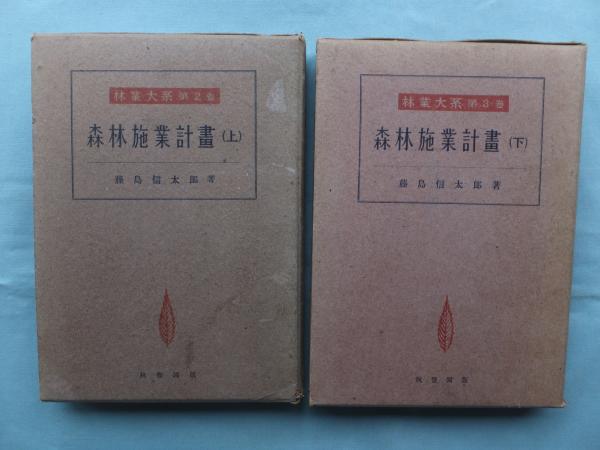 林業大系 第2巻
森林施業計畫(上)
藤島信太郎著
林業大系 第3巻
森林施業計畫(下)
藤島信太郎著